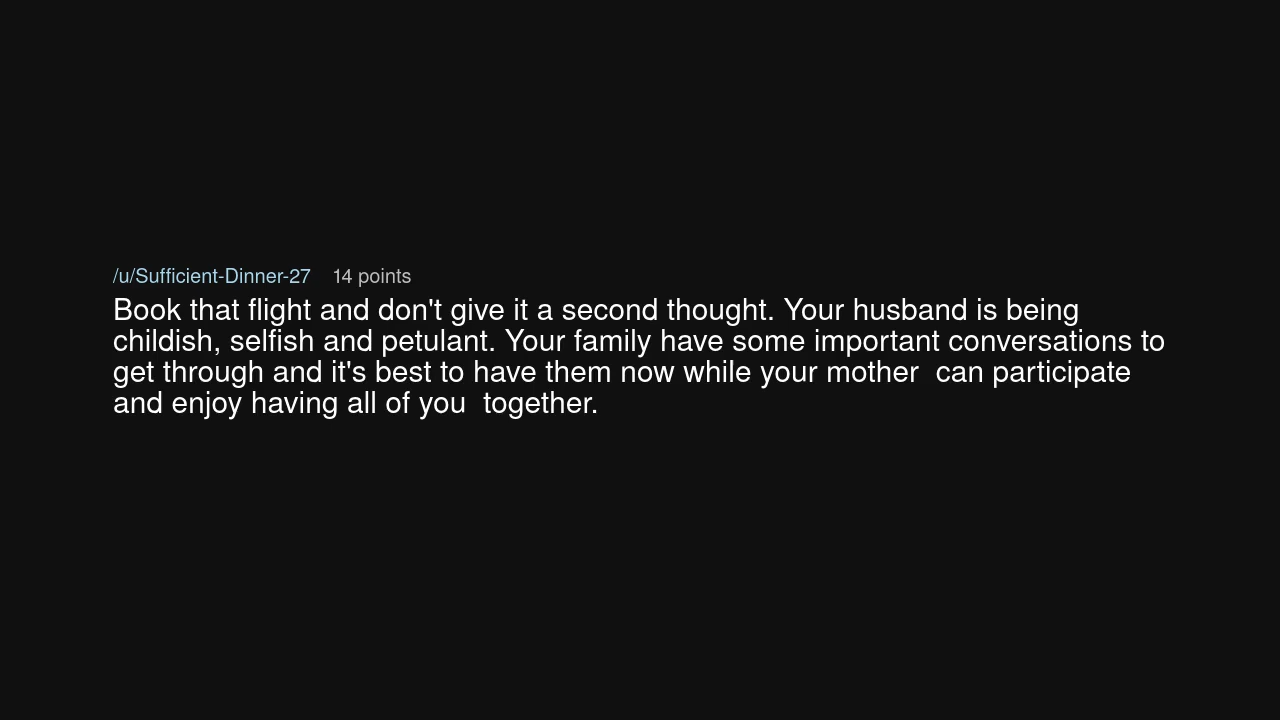 /u/Sufficient-Dinner-27 14 points
Book that flight and don't give it a second thought. Your husband is being
childish, selfish and petulant. Your family have some important conversations to
get through and it's best to have them now while your mother  can participate
and enjoy having all of you  together.